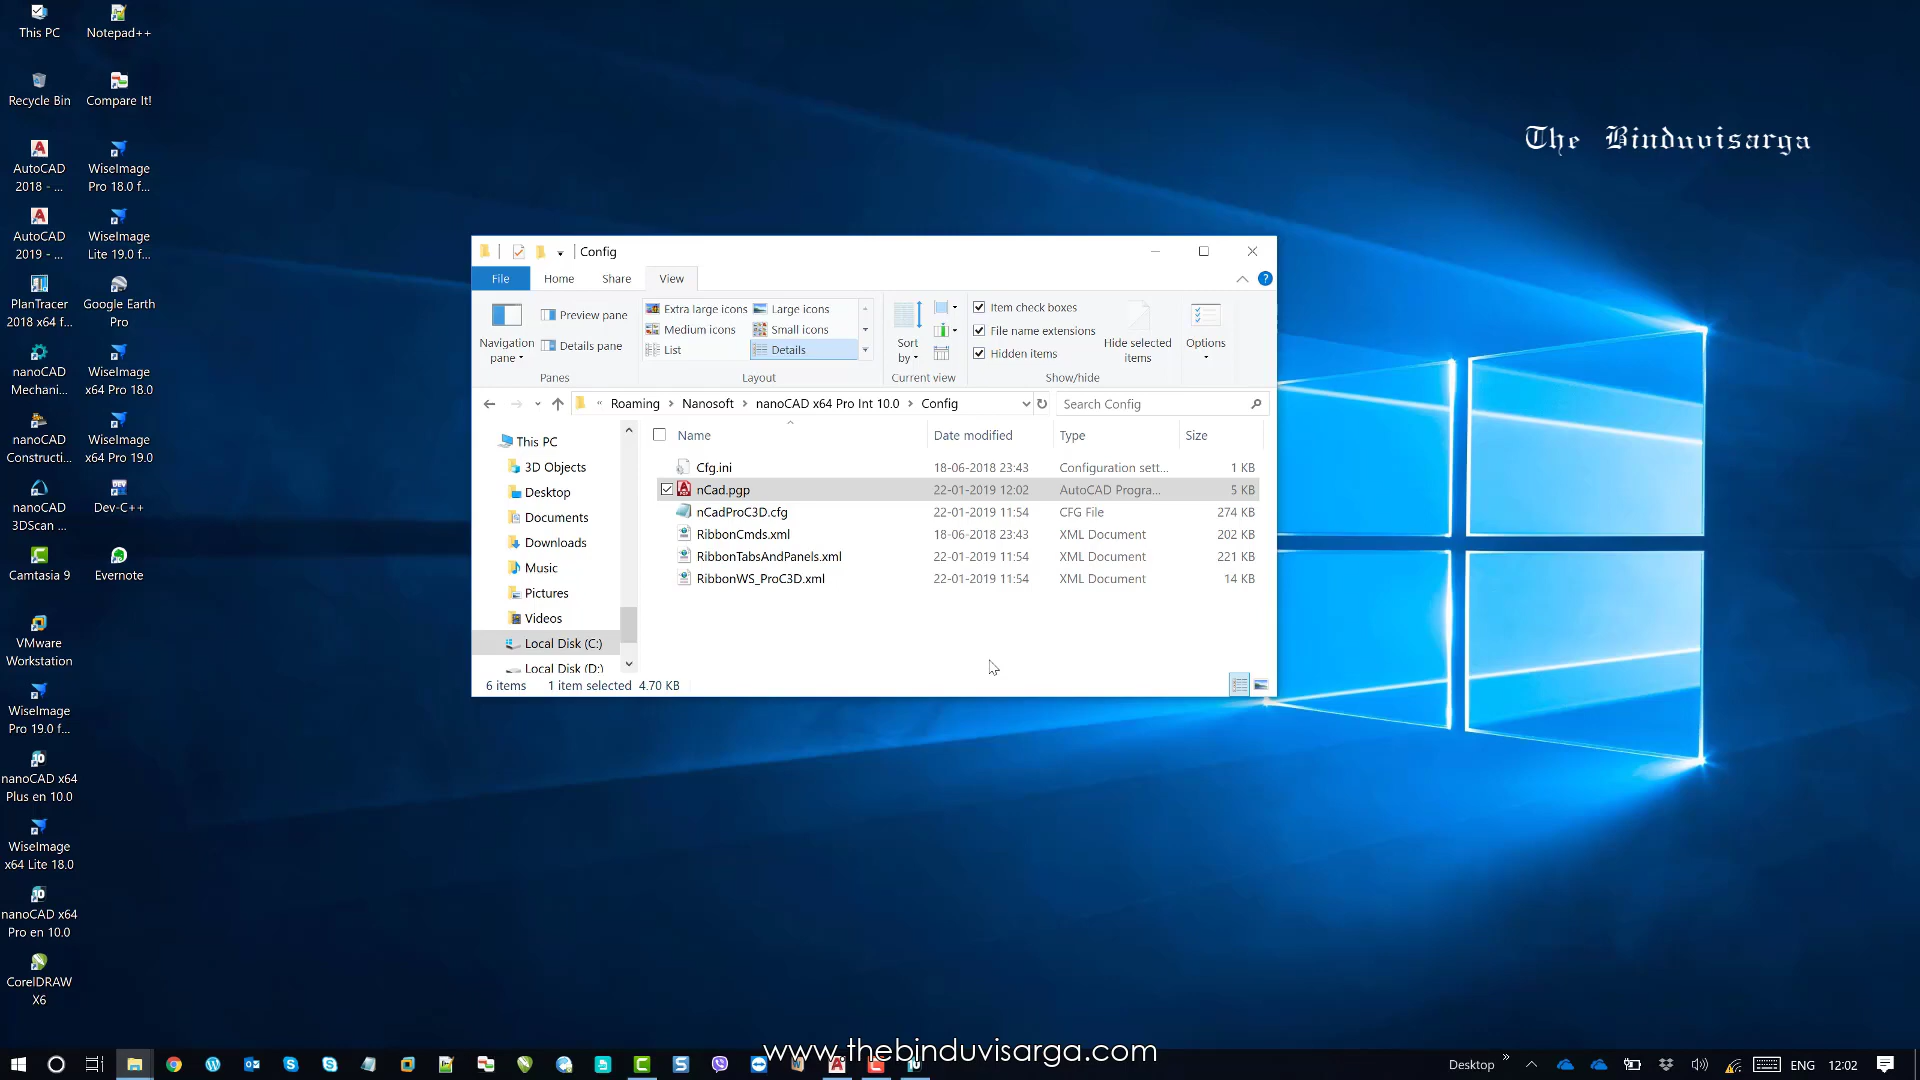 This PC
Notepad++
Recycle Bin
Compare It!
AutoCAD
2018 - ...
WiseImage
Pro 18.0 f...
AutoCAD
2019 - ...
WiseImage
Lite 19.0 f...
PlanTracer
2018 x64 f...
Google Earth
Pro
nanoCAD
Mechani...
WiseImage
x64 Pro 18.0
nanoCAD
Constructi...
WiseImage
x64 Pro 19.0
nanoCAD
3DScan ...
Dev-C++
Camtasia 9
Evernote
VMware
Workstation
WiseImage
Pro 19.0 f...
nanoCAD x64
Plus en 10.0
WiseImage
x64 Lite 18.0
nanoCAD x64
Pro en 10.0
CorelDRAW
X6
The Binduvisarga
Config
File Home Share View
Navigation
pane
Preview pane
Details pane
Panes
Extra large icons Large icons
Medium icons Small icons
List Details
Layout
Sort
by
Current view
Item check boxes
File name extensions
Hidden items
Hide selected
items
Show/hide
Options
« Roaming > Nanosoft > nanoCAD x64 Pro Int 10.0 > Config
Search Config
This PC
3D Objects
Desktop
Documents
Downloads
Music
Pictures
Videos
Local Disk (C:)
Local Disk (D:)
Name Date modified Type Size
Cfg.ini 18-06-2018 23:43 Configuration sett... 1 KB
nCad.pgp 22-01-2019 12:02 AutoCAD Progra... 5 KB
nCadProC3D.cfg 22-01-2019 11:54 CFG File 274 KB
RibbonCmds.xml 18-06-2018 23:43 XML Document 202 KB
RibbonTabsAndPanels.xml 22-01-2019 11:54 XML Document 221 KB
RibbonWS_ProC3D.xml 22-01-2019 11:54 XML Document 14 KB
6 items 1 item selected 4.70 KB
www.thebinduvisarga.com
Desktop » ENG 12:02